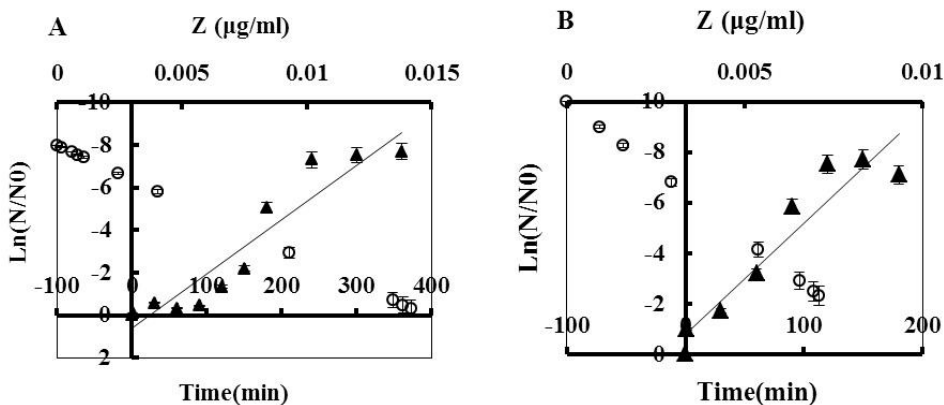 A
Z (μg/ml)
0 0.005 0.01 0.015
Ln(N/N0)
-10
-8
-6
-4
-2
0
2
-100 0 100 200 300 400
Time(min)
B
Z (μg/ml)
0 0.005 0.01
Ln(N/N0)
-10
-8
-6
-4
-2
0
-100 0 100 200
Time(min)